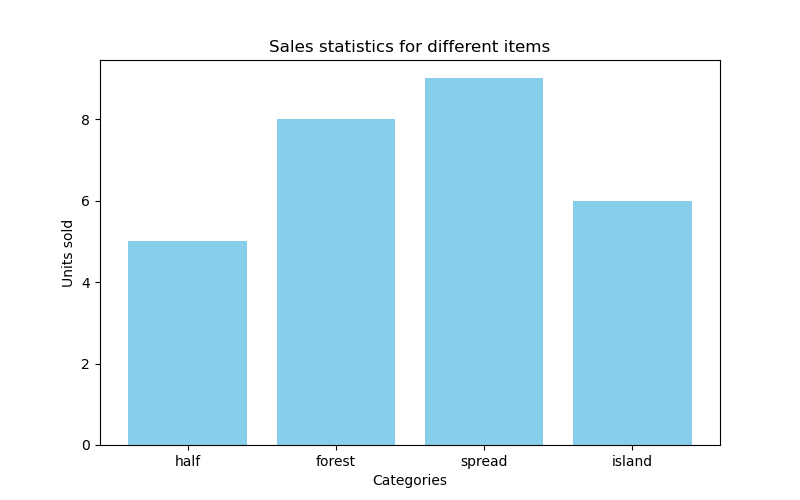 Sales statistics for different items
Units sold
8
6
4
2
0
half forest spread island
Categories